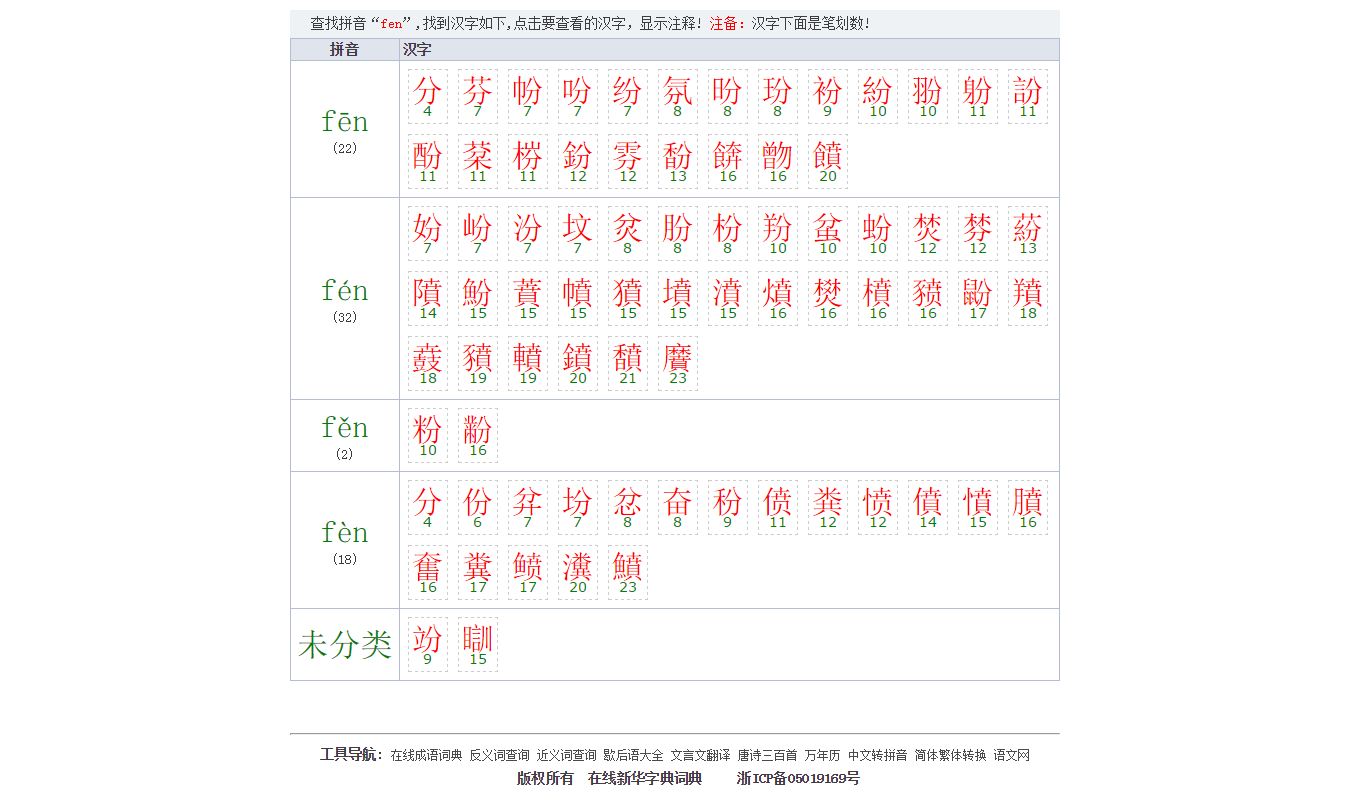 查找拼音“fen”,找到汉字如下,点击要查看的汉字，显示注释! 注备：汉字下面是笔划数!
拼音 汉字
fēn
(22)
分 芬 帉 吩 纷 氛 昐 玢 衯 紛 翂 躮 訜
4 7 7 7 7 8 8 8 9 10 10 11 11
酚 棻 梤 鈖 雰 馚 餴 朆 饙
11 11 11 12 12 13 16 16 20
fén
(32)
妢 岎 汾 坟 炃 肦 枌 羒 蚠 蚡 焚 棼 蒶
7 7 7 7 8 8 8 10 10 10 12 12 13
隫 魵 蕡 幩 獖 墳 濆 燌 燓 橨 豮 鼢 羵
14 15 15 15 15 15 15 16 16 16 16 17 18
鼖 豶 轒 鐼 馩 黂
18 19 19 20 21 23
fěn
(2)
粉 黺
10 16
fèn
(18)
分 份 弅 坋 忿 奋 秎 偾 粪 愤 僨 憤 膹
4 6 7 7 8 8 9 11 12 12 14 15 16
奮 糞 鲼 瀵 鱝
16 17 17 20 23
未分类
竕 瞓
9 15
工具导航: 在线成语词典 反义词查询 近义词查询 歇后语大全 文言文翻译 唐诗三百首 万年历 中文转拼音 简体繁体转换 语文网
版权所有 在线新华字典词典 浙ICP备05019169号